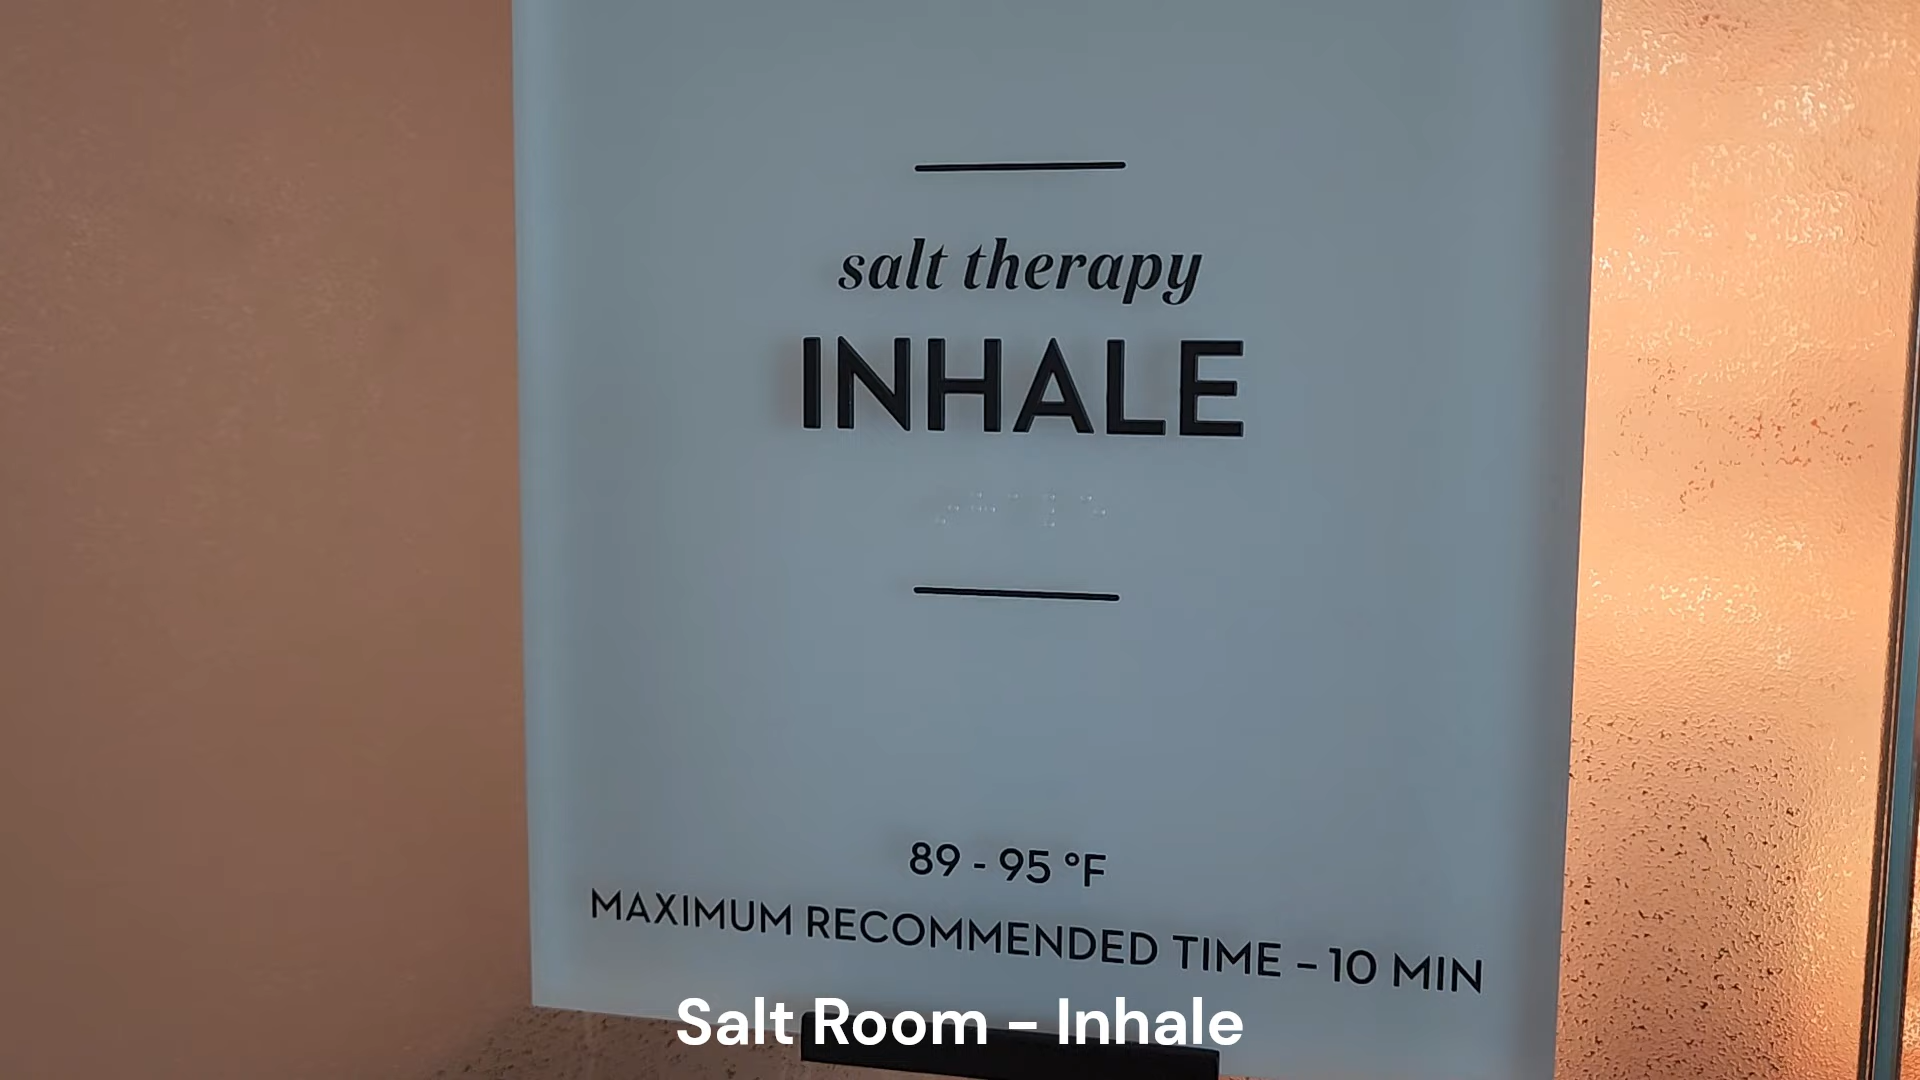 salt therapy
INHALE
89 - 95 °F
MAXIMUM RECOMMENDED TIME – 10 MIN
Salt Room – Inhale